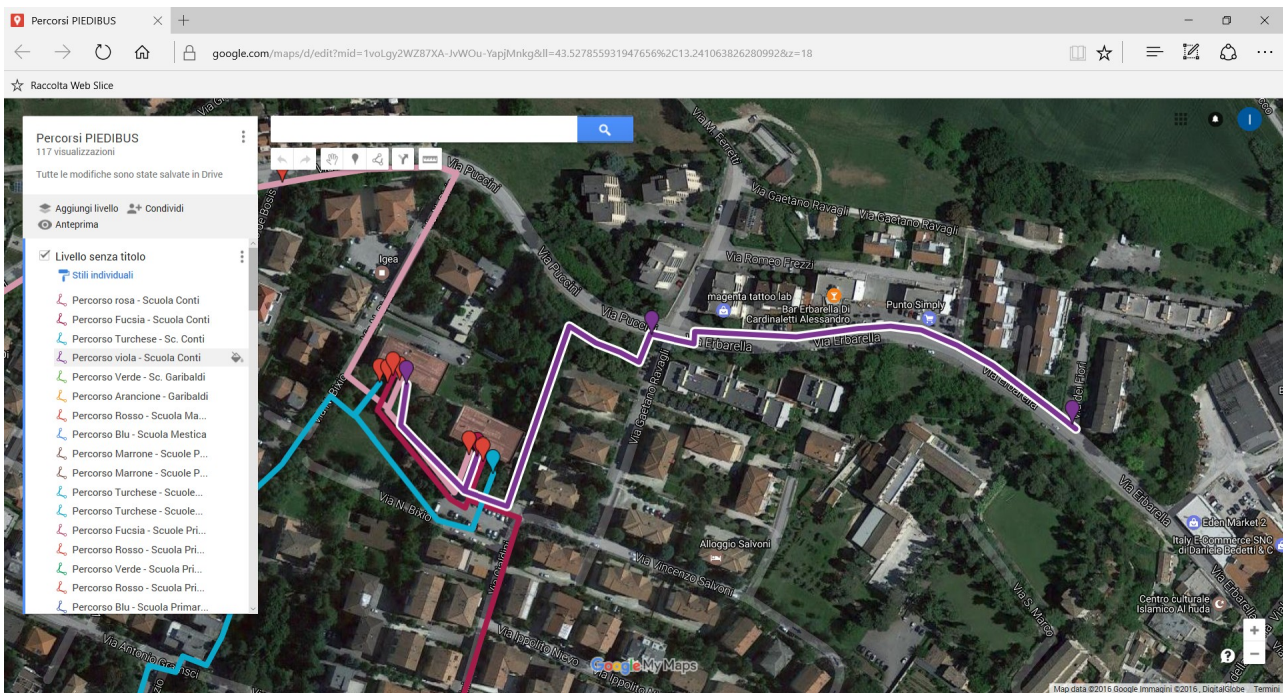 Percorsi PIEDIBUS
google.com/maps/d/edit?mid=1voLgy2WZ87XA-JvWOu-YapjMnkg&ll=43.527855931947656%2C13.241063826280992&z=18
Raccolta Web Slice
Percorsi PIEDIBUS
117 visualizzazioni
Tutte le modifiche sono state salvate in Drive
Aggiungi livello
Condividi
Anteprima
Livello senza titolo
Stili individuali
Percorso rosa - Scuola Conti
Percorso Fucsia - Scuola Conti
Percorso Turchese - Sc. Conti
Percorso viola - Scuola Conti
Percorso Verde - Sc. Garibaldi
Percorso Arancione - Garibaldi
Percorso Rosso - Scuola Ma...
Percorso Blu - Scuola Mestica
Percorso Marrone - Scuole P...
Percorso Marrone - Scuole P...
Percorso Turchese - Scuole...
Percorso Turchese - Scuole...
Percorso Fucsia - Scuole Pri...
Percorso Rosso - Scuola Pri...
Percorso Verde - Scuola Pri...
Percorso Rosso - Scuola Pri...
Percorso Blu - Scuola Primar...
I
Via Puccini
Via M. Ferretti
Via Gaetano Ravagli
Via Gaetano Ravagli
Igea
Via Puccini
Via Romeo Frezzi
magenta tattoo lab
Bar Erbarella Di
Cardinaletti Alessandro
Punto Simply
Via Erbarella
Via Gaetano Ravagli
Via Erbarella
Via dei Fiori
Via N. Bixio
Via Erbarella
Eden Market 2
Italy E-Commerce SNC
di Daniele Bedetti & C
Alloggio Salvoni
Via Vincenzo Salvoni
Via Cialdini
Via S. Marco
Centro culturale
Islamico Al huda
Via Erbarella
Via Ippolito Nievo
Via Ippolito
Via Antonio Gramsci
Google My Maps
Map data ©2016 Google Immagini ©2016 , DigitalGlobe